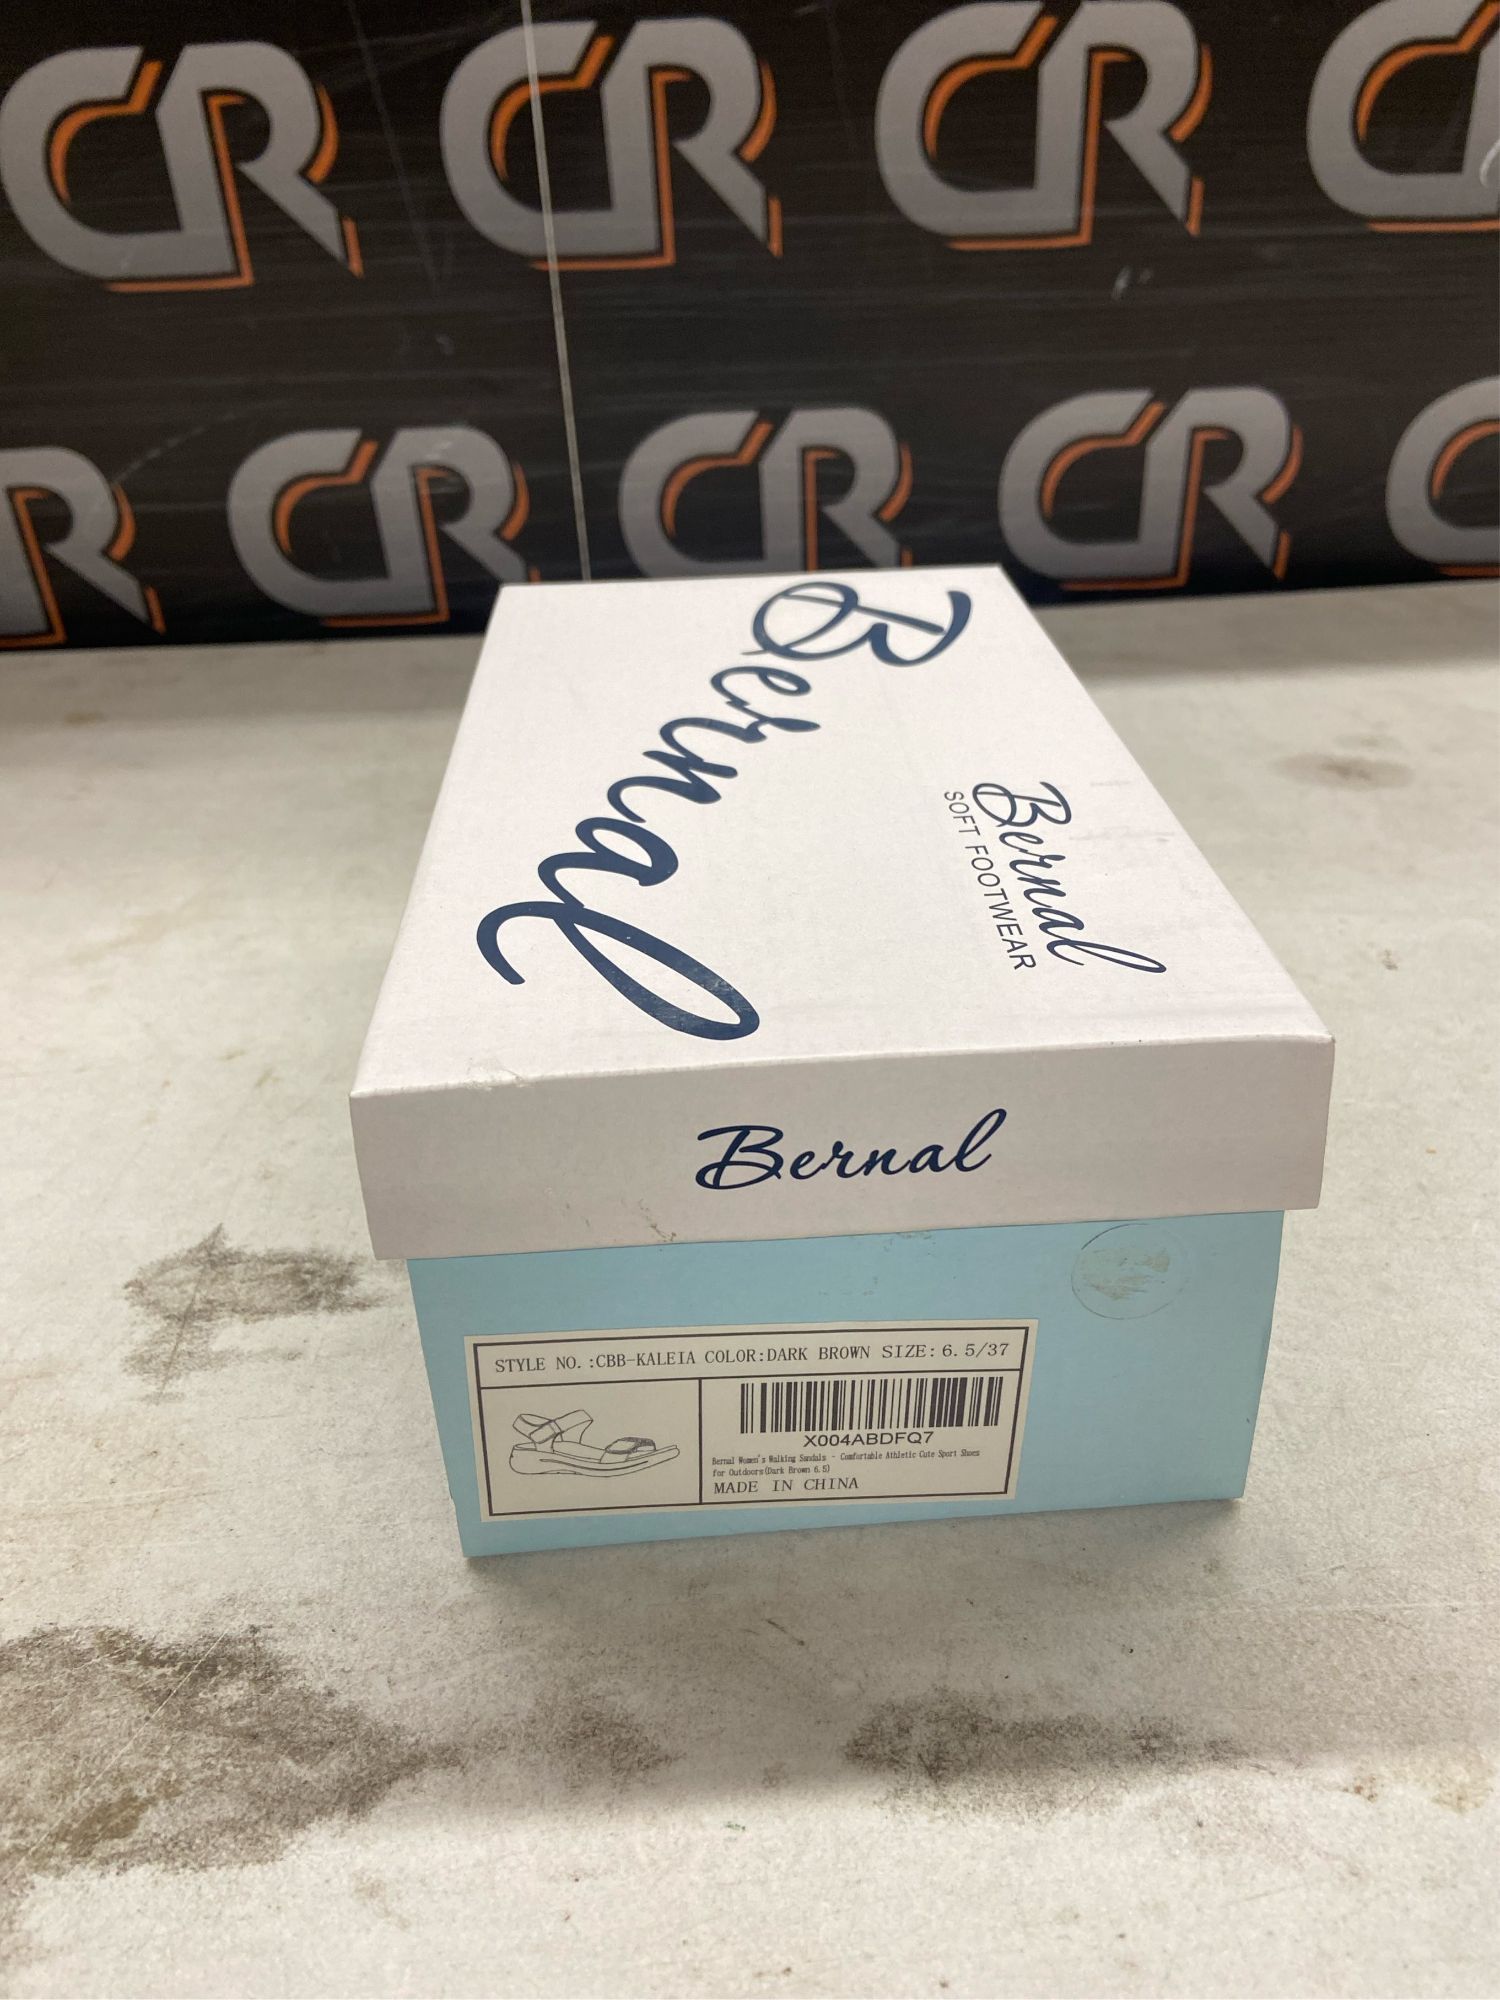 CR CR CR CR
CR CR CR CR CR
Bernal
Bernal
SOFT FOOTWEAR
Bernal
STYLE NO.:CBB-KALEIA COLOR:DARK BROWN SIZE:6.5/37
X004ABDFQ7
Bernal Women's Walking Sandals - Comfortable Athletic Cute Sport Shoes
for Outdoors(Dark Brown 6.5)
MADE IN CHINA